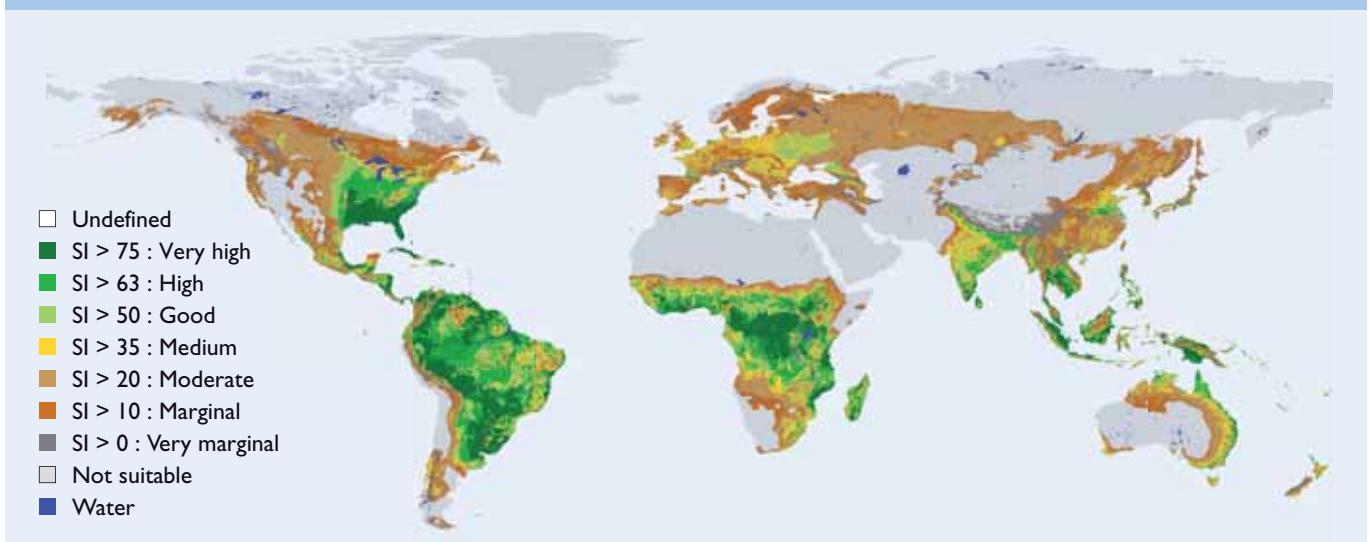 Undefined
SI > 75 : Very high
SI > 63 : High
SI > 50 : Good
SI > 35 : Medium
SI > 20 : Moderate
SI > 10 : Marginal
SI > 0 : Very marginal
Not suitable
Water